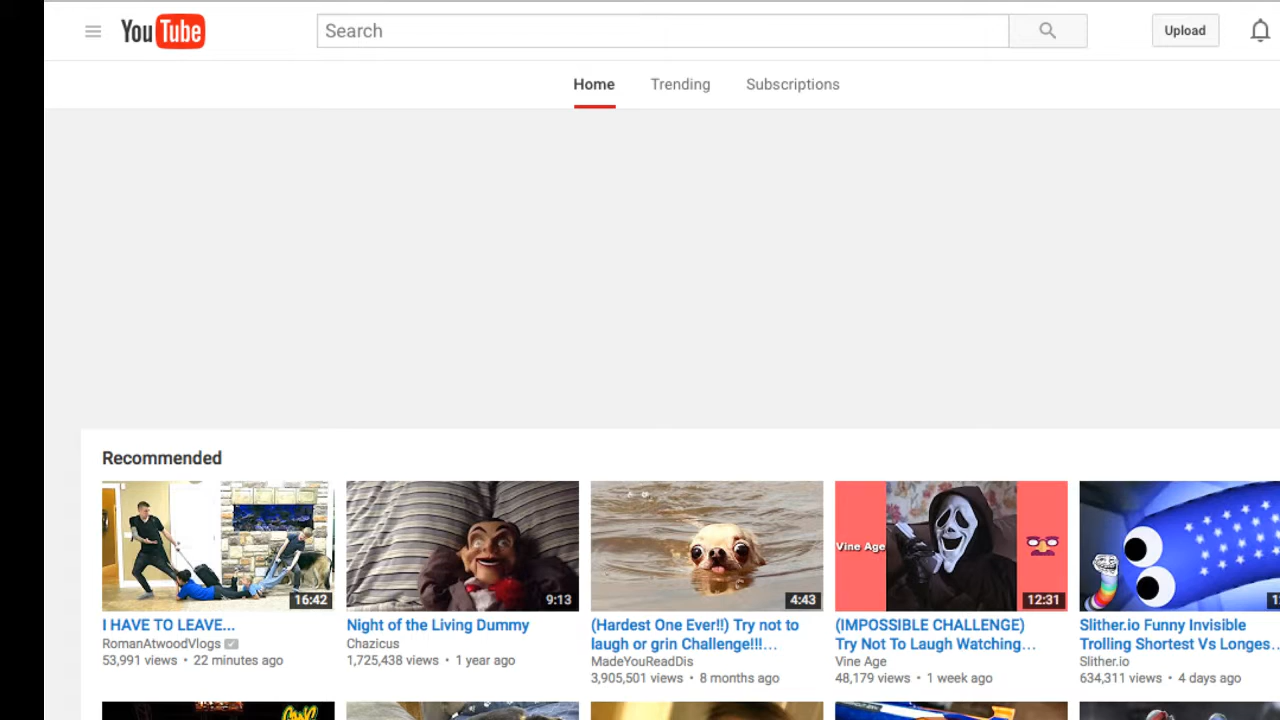 YouTube Search Upload
Home Trending Subscriptions
Recommended
Vine Age
16:42 9:13 4:43 12:31
I HAVE TO LEAVE...
RomanAtwoodVlogs
53,991 views • 22 minutes ago
Night of the Living Dummy
Chazicus
1,725,438 views • 1 year ago
(Hardest One Ever!!) Try not to
laugh or grin Challenge!!!...
MadeYouReadDis
3,905,501 views • 8 months ago
(IMPOSSIBLE CHALLENGE)
Try Not To Laugh Watching...
Vine Age
48,179 views • 1 week ago
Slither.io Funny Invisible
Trolling Shortest Vs Longes...
Slither.io
634,311 views • 4 days ago